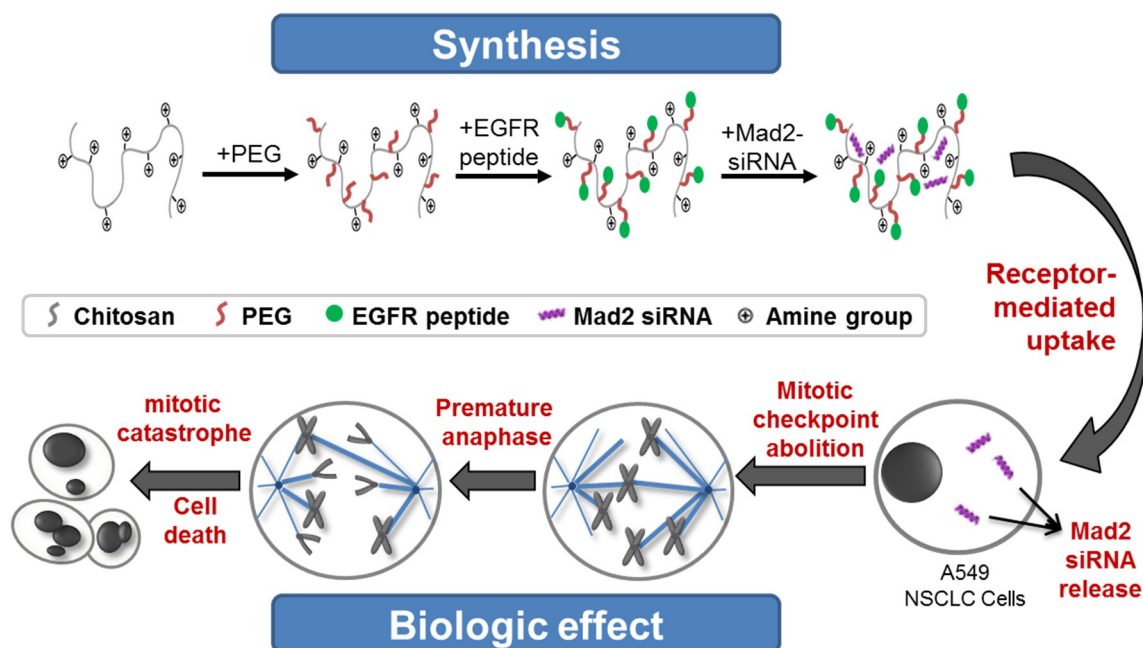 Synthesis
+PEG
+EGFR
peptide
+Mad2-
siRNA
Receptor-
mediated
uptake
Chitosan PEG EGFR peptide Mad2 siRNA Amine group
mitotic
catastrophe
Cell
death
Premature
anaphase
Mitotic
checkpoint
abolition
A549
NSCLC Cells
Mad2
siRNA
release
Biologic effect